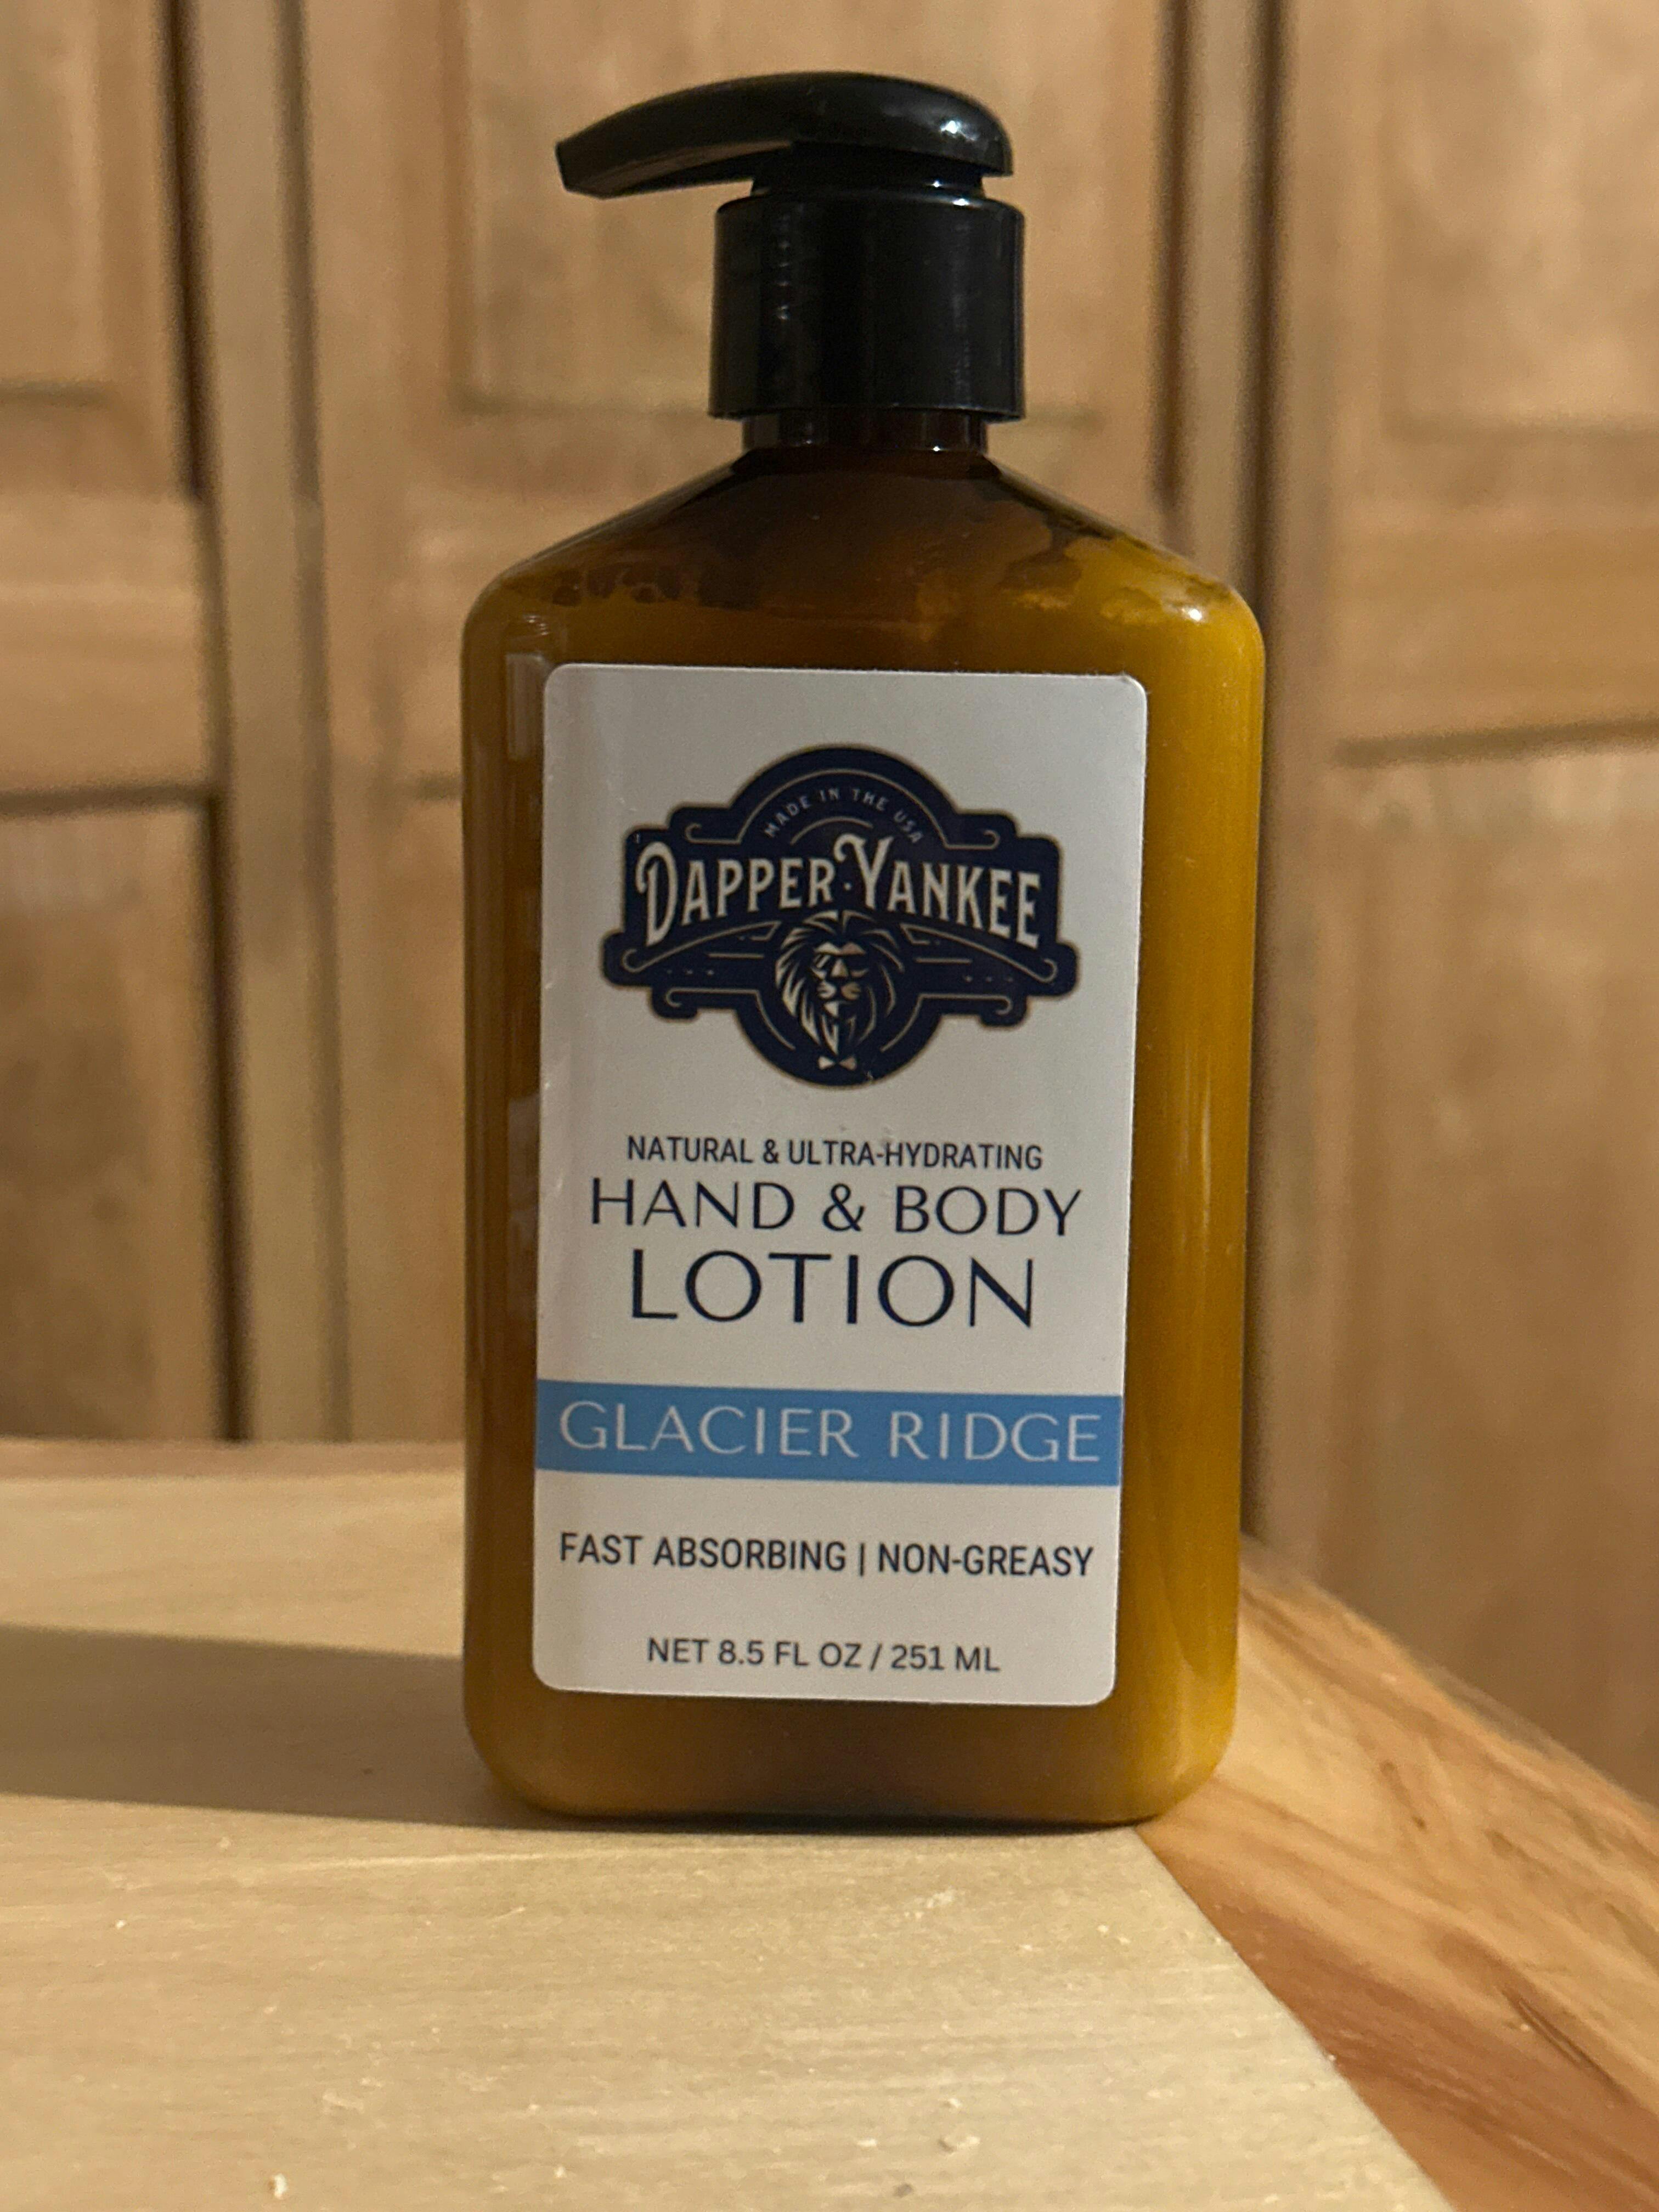 MADE IN THE USA
DAPPER·YANKEE
NATURAL & ULTRA-HYDRATING
HAND & BODY
LOTION
GLACIER RIDGE
FAST ABSORBING | NON-GREASY
NET 8.5 FL OZ / 251 ML